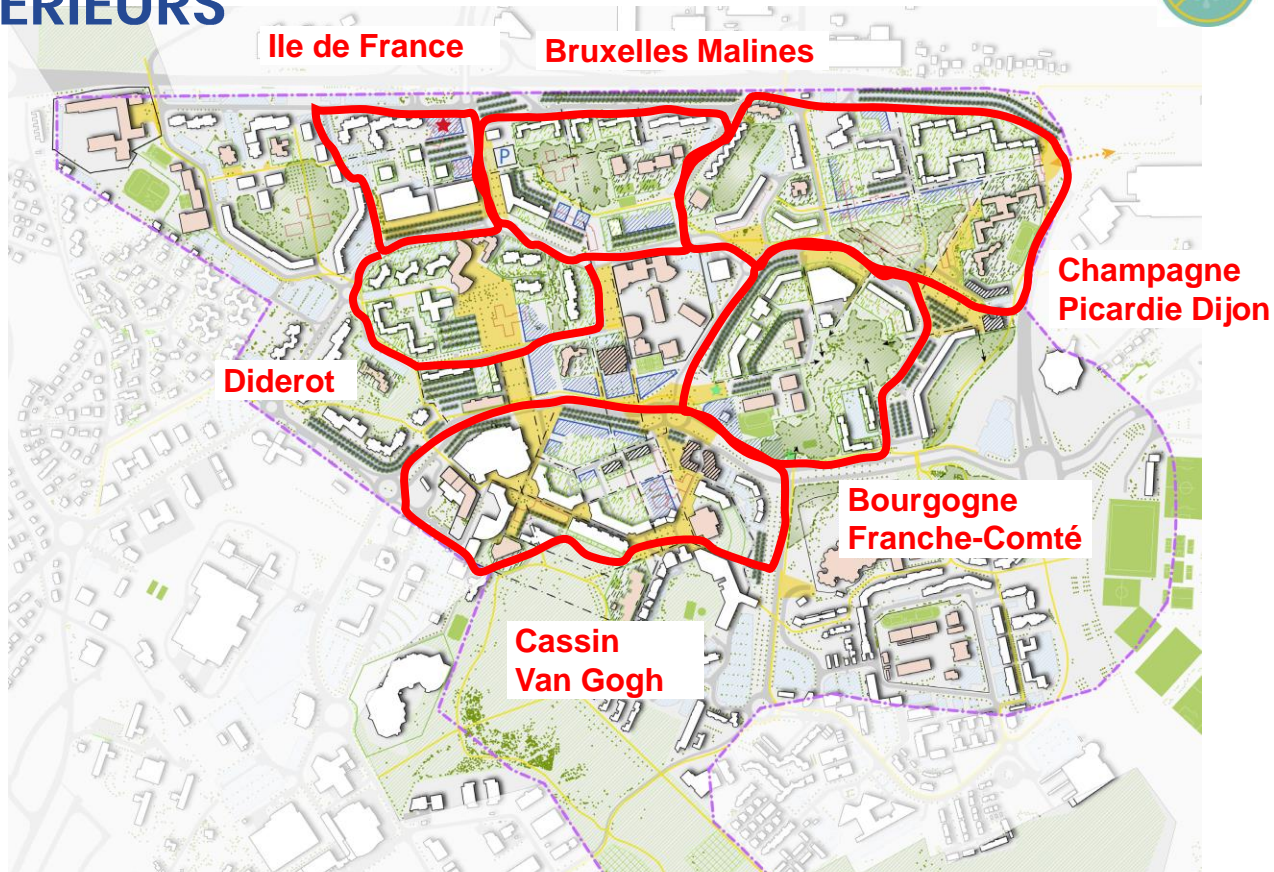 ERIEURS
Ile de France
Bruxelles Malines
P
Champagne
Picardie Dijon
Diderot
Bourgogne
Franche-Comté
Cassin
Van Gogh